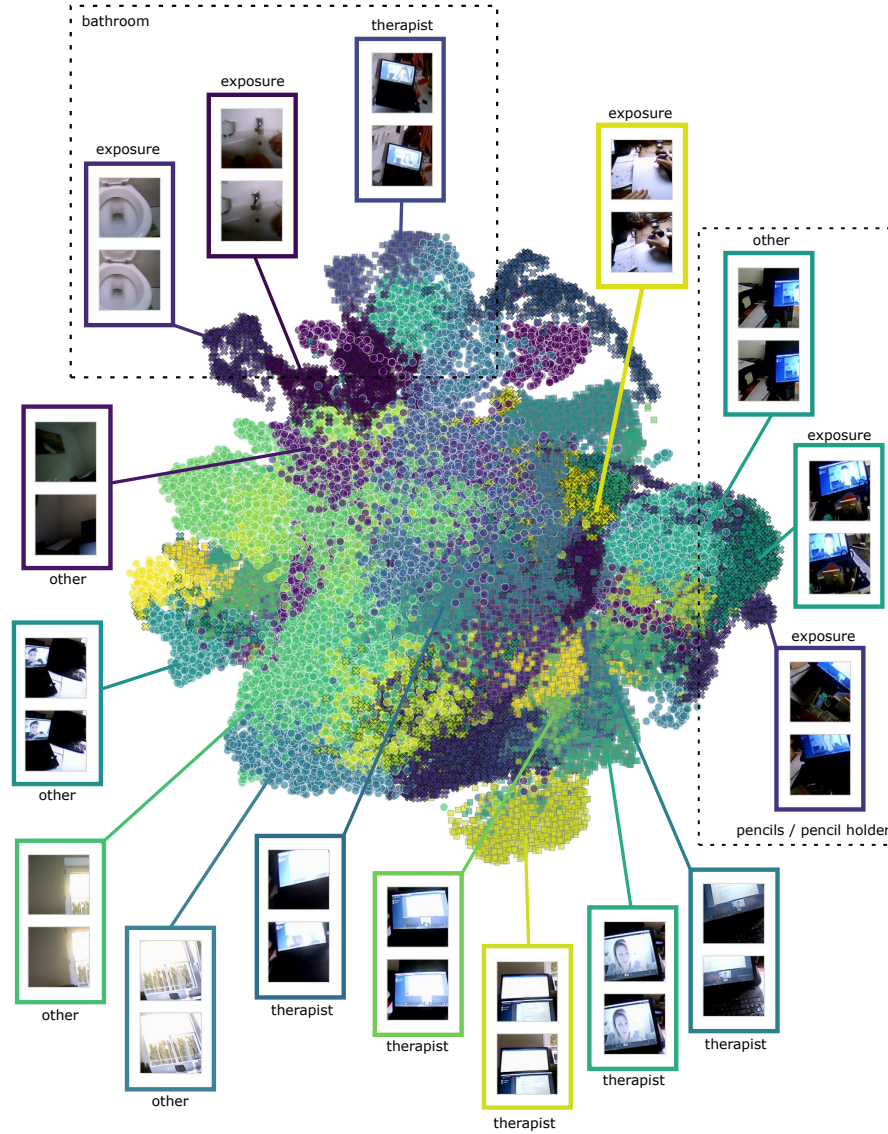 bathroom
therapist
exposure
exposure
exposure
other
exposure
other
exposure
other
pencils / pencil holder
other
therapist
therapist
therapist
therapist
other
therapist